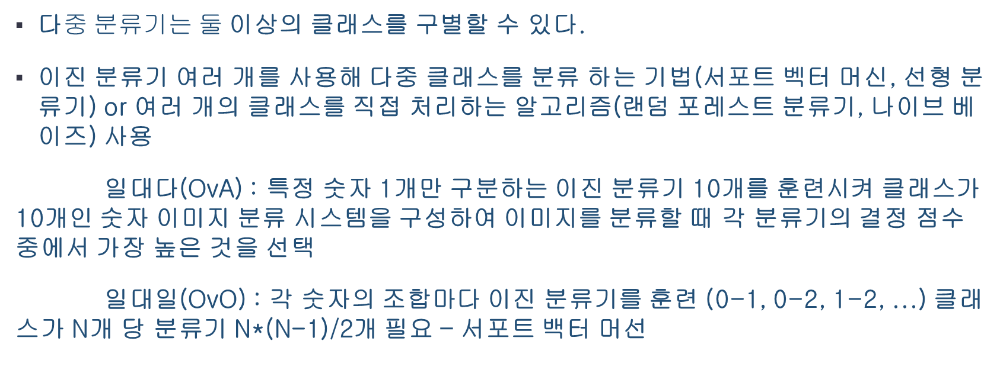 ▪ 다중 분류기는 둘 이상의 클래스를 구별할 수 있다.
▪ 이진 분류기 여러 개를 사용해 다중 클래스를 분류 하는 기법(서포트 벡터 머신, 선형 분
류기) or 여러 개의 클래스를 직접 처리하는 알고리즘(랜덤 포레스트 분류기, 나이브 베
이즈) 사용
일대다(OvA) : 특정 숫자 1개만 구분하는 이진 분류기 10개를 훈련시켜 클래스가
10개인 숫자 이미지 분류 시스템을 구성하여 이미지를 분류할 때 각 분류기의 결정 점수
중에서 가장 높은 것을 선택
일대일(OvO) : 각 숫자의 조합마다 이진 분류기를 훈련 (0-1, 0-2, 1-2, ...) 클래
스가 N개 당 분류기 N*(N-1)/2개 필요 – 서포트 백터 머선